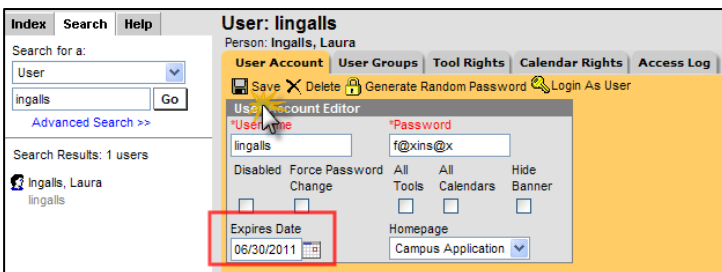 Index Search Help
Search for a:
User
ingalls Go
Advanced Search >>
Search Results: 1 users
Ingalls, Laura
lingalls
User: lingalls
Person: Ingalls, Laura
User Account User Groups Tool Rights Calendar Rights Access Log
Save Delete Generate Random Password Login As User
User Account Editor
*Username *Password
lingalls f@xins@x
Disabled Force Password Change All Tools All Calendars Hide Banner
Expires Date Homepage
06/30/2011 Campus Application